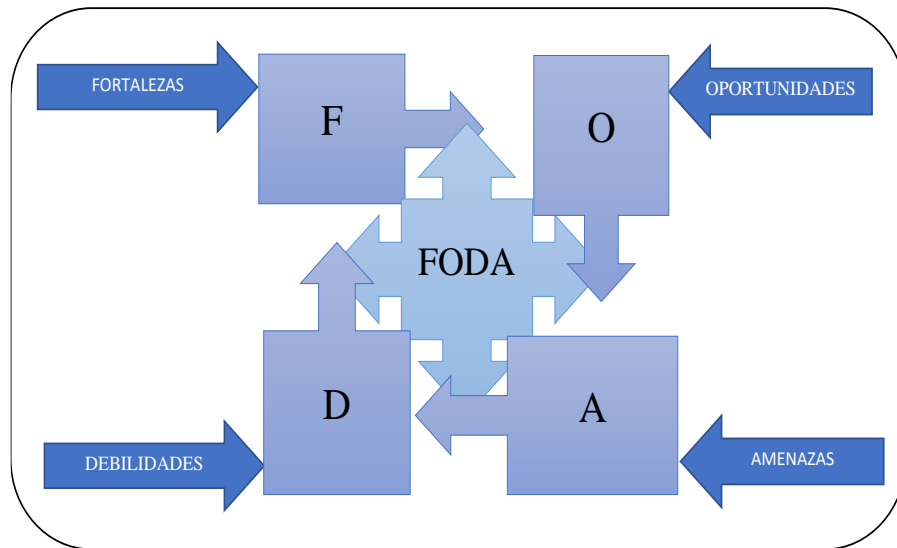 FORTALEZAS
F
O
OPORTUNIDADES
FODA
DEBILIDADES
D
A
AMENAZAS